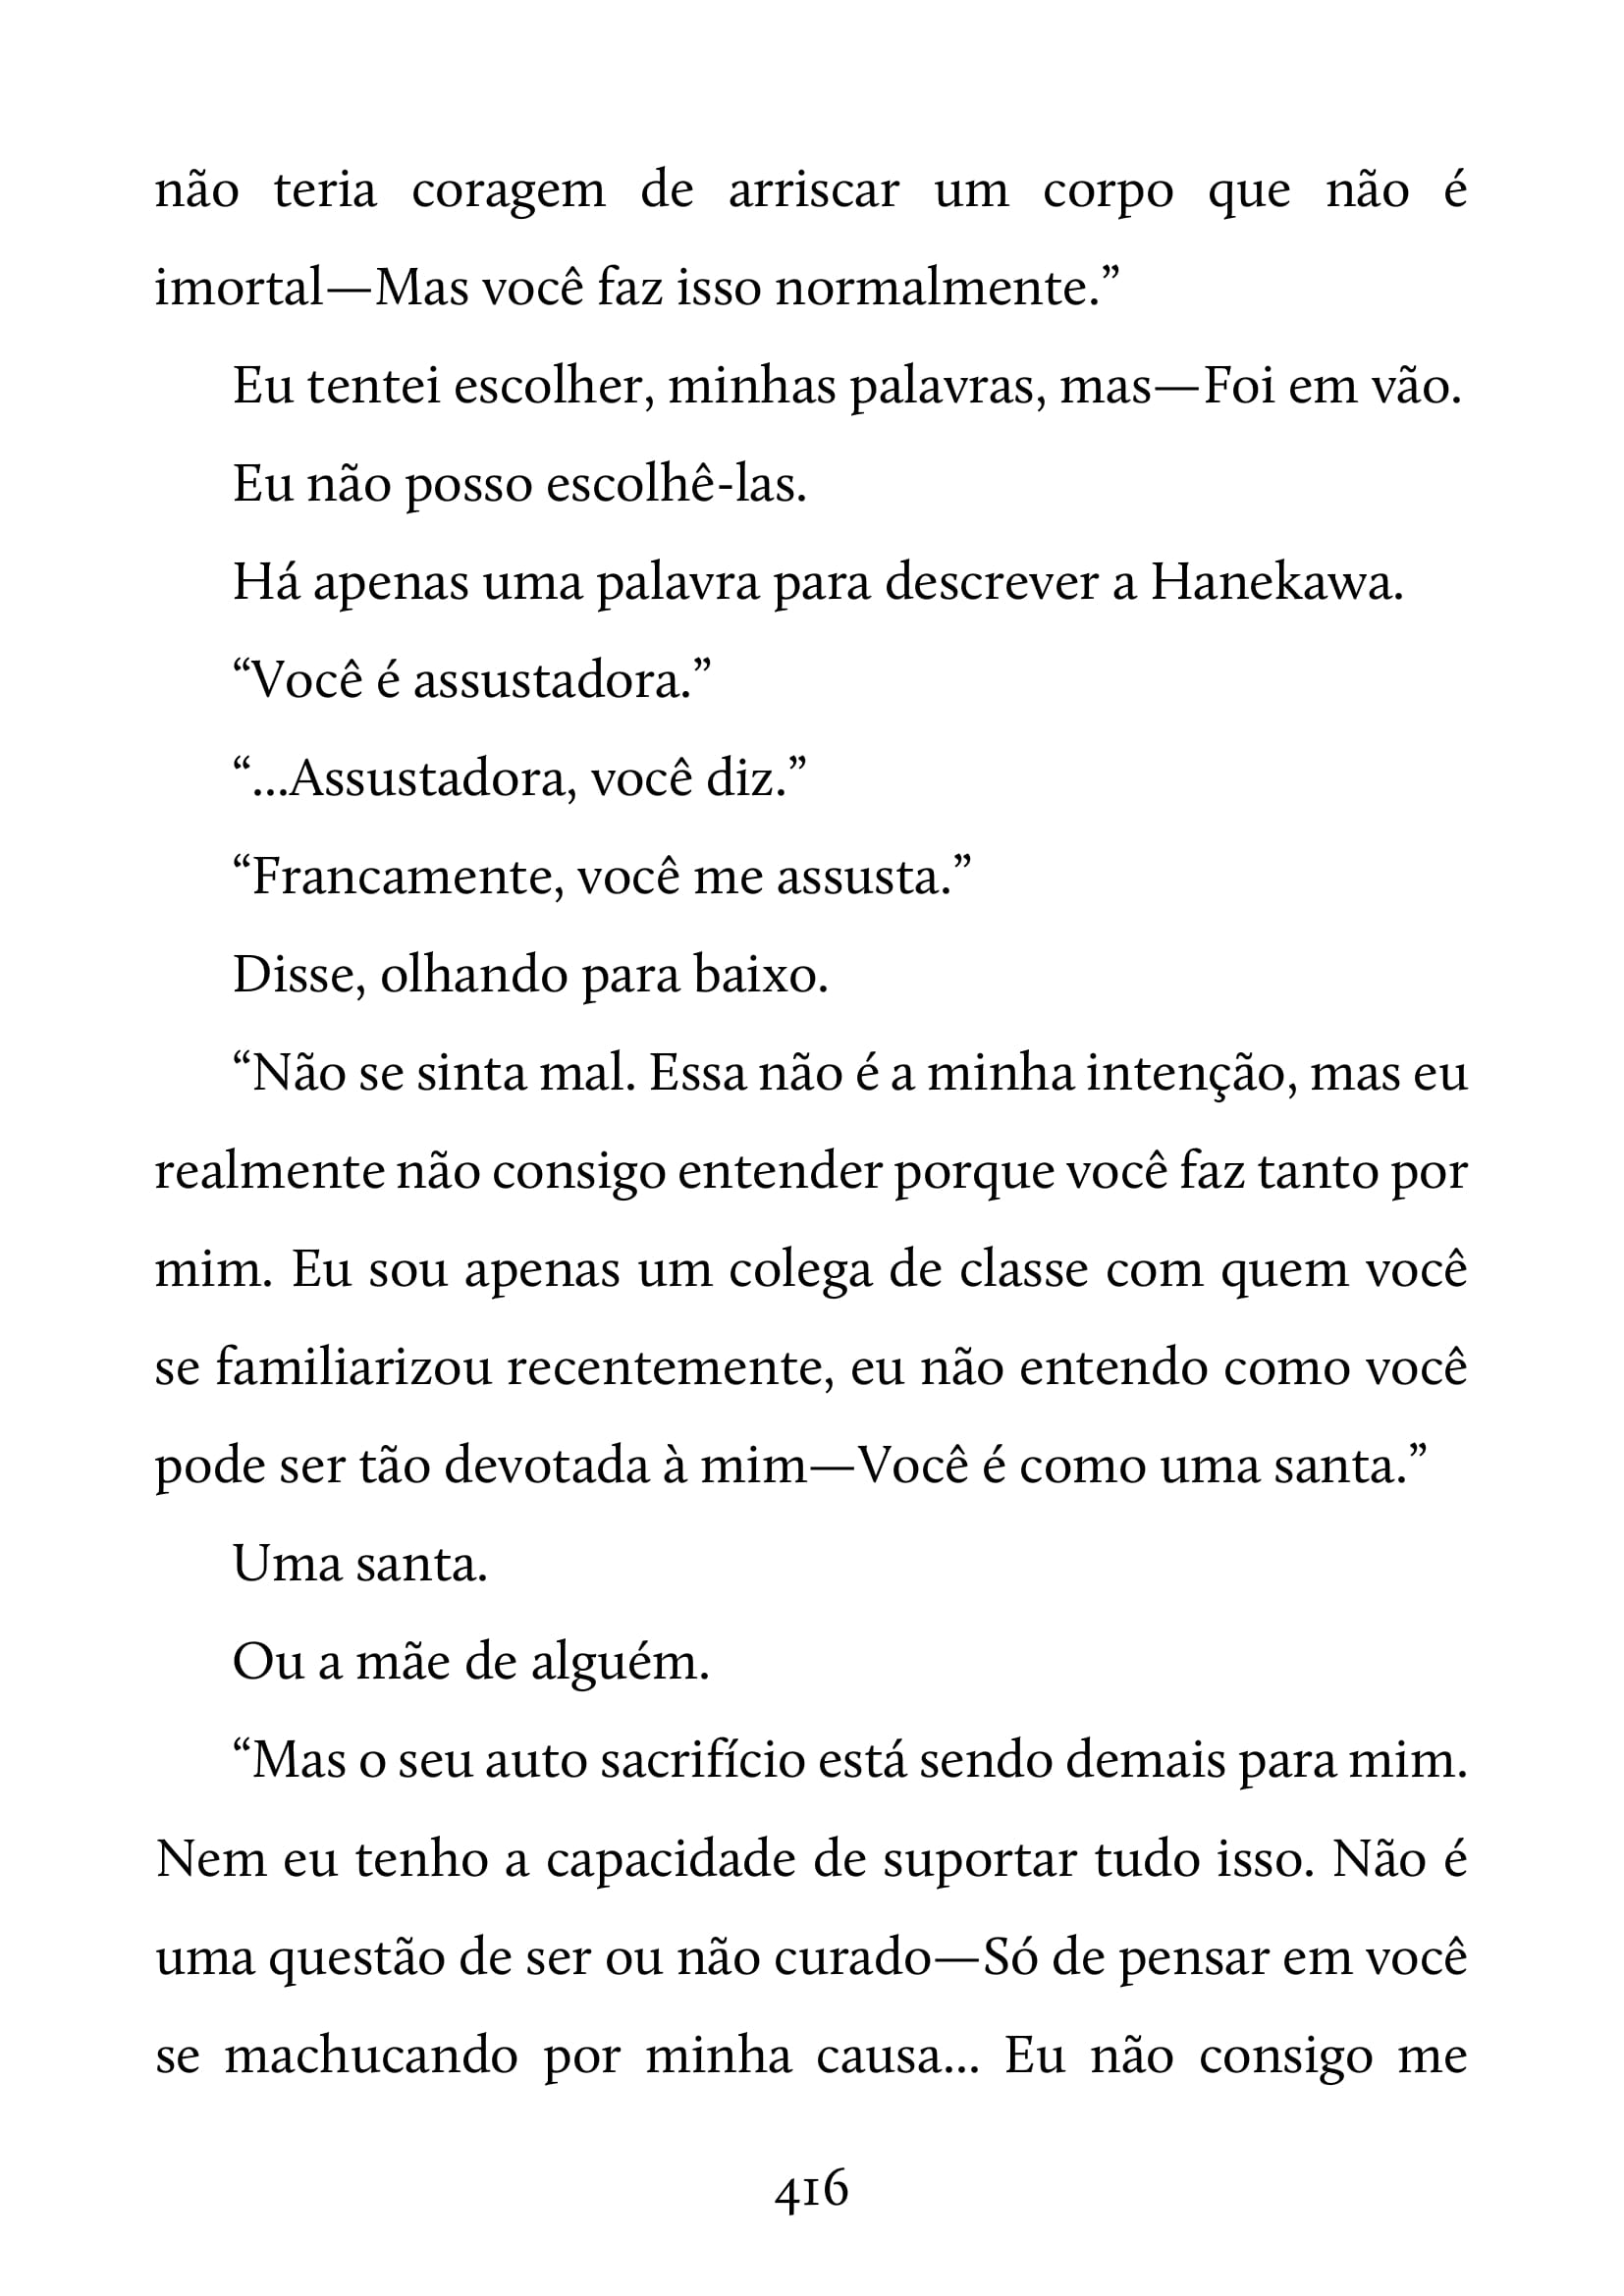 não teria coragem de arriscar um corpo que não é
imortal—Mas você faz isso normalmente.”
Eu tentei escolher, minhas palavras, mas—Foi em vão.
Eu não posso escolhê-las.
Há apenas uma palavra para descrever a Hanekawa.
“Você é assustadora.”
“...Assustadora, você diz.”
“Francamente, você me assusta.”
Disse, olhando para baixo.
“Não se sinta mal. Essa não é a minha intenção, mas eu
realmente não consigo entender porque você faz tanto por
mim. Eu sou apenas um colega de classe com quem você
se familiarizou recentemente, eu não entendo como você
pode ser tão devotada à mim—Você é como uma santa.”
Uma santa.
Ou a mãe de alguém.
“Mas o seu auto sacrifício está sendo demais para mim.
Nem eu tenho a capacidade de suportar tudo isso. Não é
uma questão de ser ou não curado—Só de pensar em você
se machucando por minha causa... Eu não consigo me
416